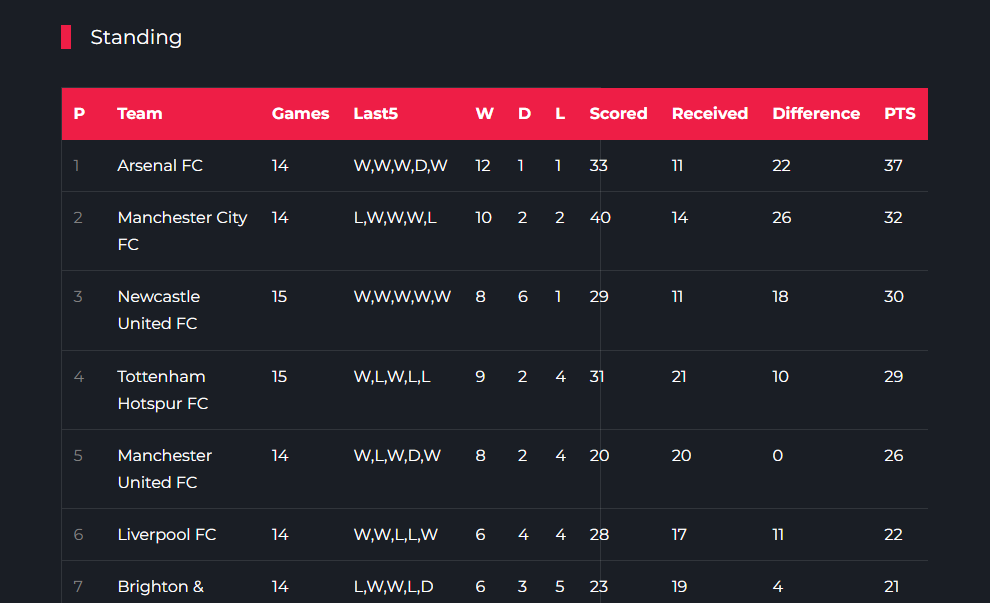 Standing
P Team Games Last5 W D L Scored Received Difference PTS
1 Arsenal FC 14 W,W,W,D,W 12 1 1 33 11 22 37
2 Manchester City 14 L,W,W,W,L 10 2 2 40 14 26 32
FC
3 Newcastle 15 W,W,W,W,W 8 6 1 29 11 18 30
United FC
4 Tottenham 15 W,L,W,L,L 9 2 4 31 21 10 29
Hotspur FC
5 Manchester 14 W,L,W,D,W 8 2 4 20 20 0 26
United FC
6 Liverpool FC 14 W,W,L,L,W 6 4 4 28 17 11 22
7 Brighton & 14 L,W,W,L,D 6 3 5 23 19 4 21